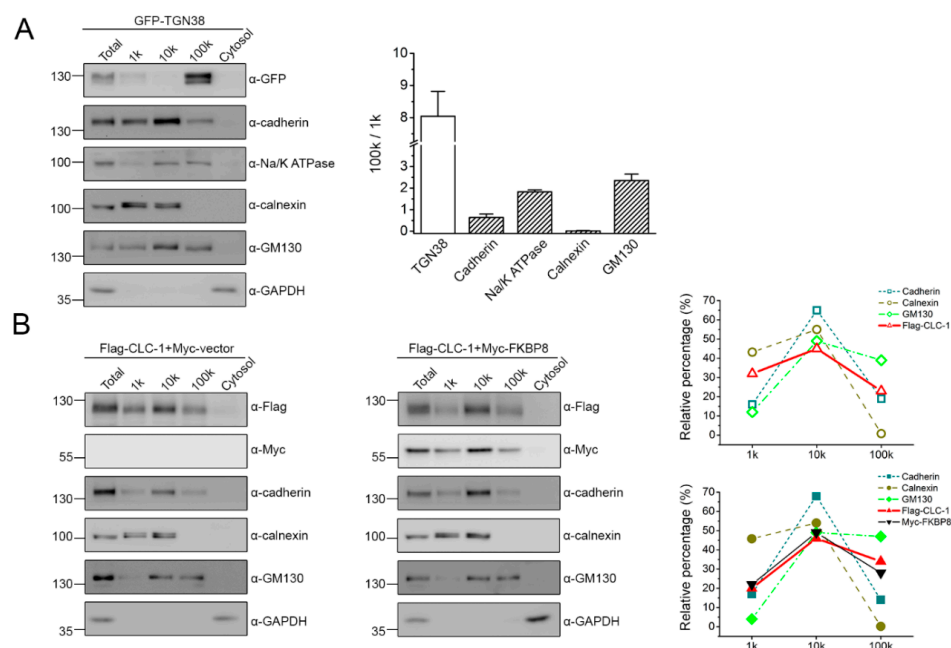 A
GFP-TGN38
Total 1k 10k 100k Cytosol
130 α-GFP
130 α-cadherin
100 α-Na/K ATPase
100 α-calnexin
130 α-GM130
35 α-GAPDH
100k / 1k
10
9
8
7
6
5
4
3
2
1
0
TGN38 Cadherin Na/K ATPase Calnexin GM130
B
Flag-CLC-1+Myc-vector
Total 1k 10k 100k Cytosol
130 α-Flag
55 α-Myc
130 α-cadherin
100 α-calnexin
130 α-GM130
35 α-GAPDH
Flag-CLC-1+Myc-FKBP8
Total 1k 10k 100k Cytosol
130 α-Flag
55 α-Myc
130 α-cadherin
100 α-calnexin
130 α-GM130
35 α-GAPDH
Cadherin
Calnexin
GM130
Flag-CLC-1
Relative percentage (%)
70
60
50
40
30
20
10
0
1k 10k 100k
Cadherin
Calnexin
GM130
Flag-CLC-1
Myc-FKBP8
Relative percentage (%)
70
60
50
40
30
20
10
0
1k 10k 100k